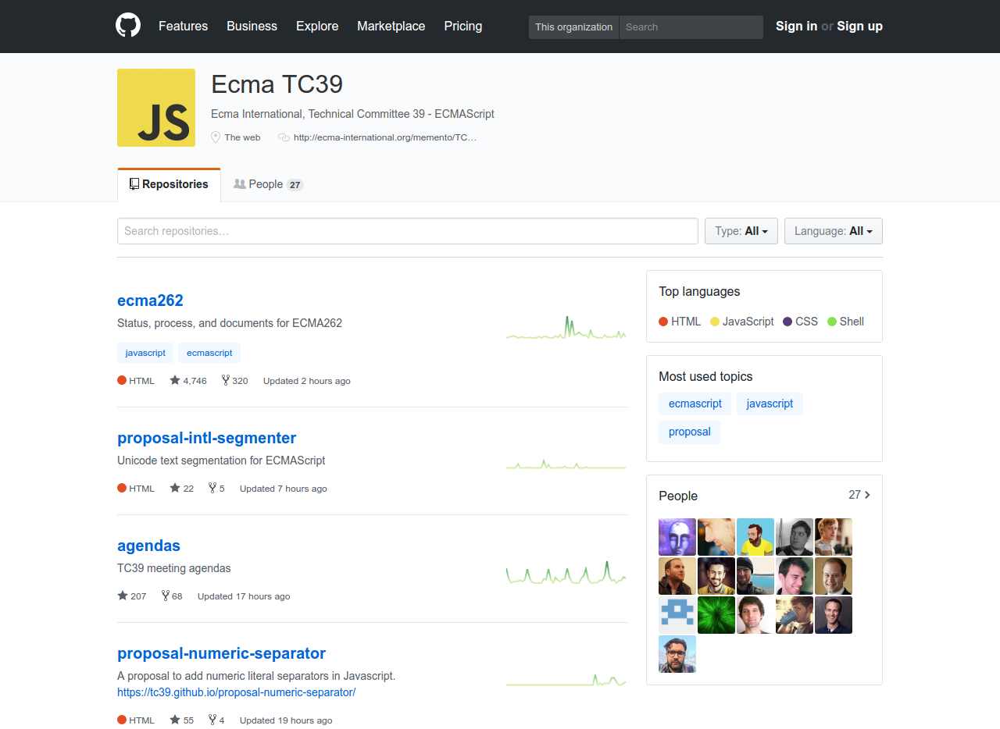 Features Business Explore Marketplace Pricing This organization Search Sign in or Sign up
JS
Ecma TC39
Ecma International, Technical Committee 39 - ECMAScript
The web http://ecma-international.org/memento/TC…
Repositories People 27
Search repositories…
Type: All Language: All
ecma262
Status, process, and documents for ECMA262
javascript ecmascript
HTML 4,746 320 Updated 2 hours ago
proposal-intl-segmenter
Unicode text segmentation for ECMAScript
HTML 22 5 Updated 7 hours ago
agendas
TC39 meeting agendas
207 68 Updated 17 hours ago
proposal-numeric-separator
A proposal to add numeric literal separators in Javascript.
https://tc39.github.io/proposal-numeric-separator/
HTML 55 4 Updated 19 hours ago
Top languages
HTML JavaScript CSS Shell
Most used topics
ecmascript javascript
proposal
People 27